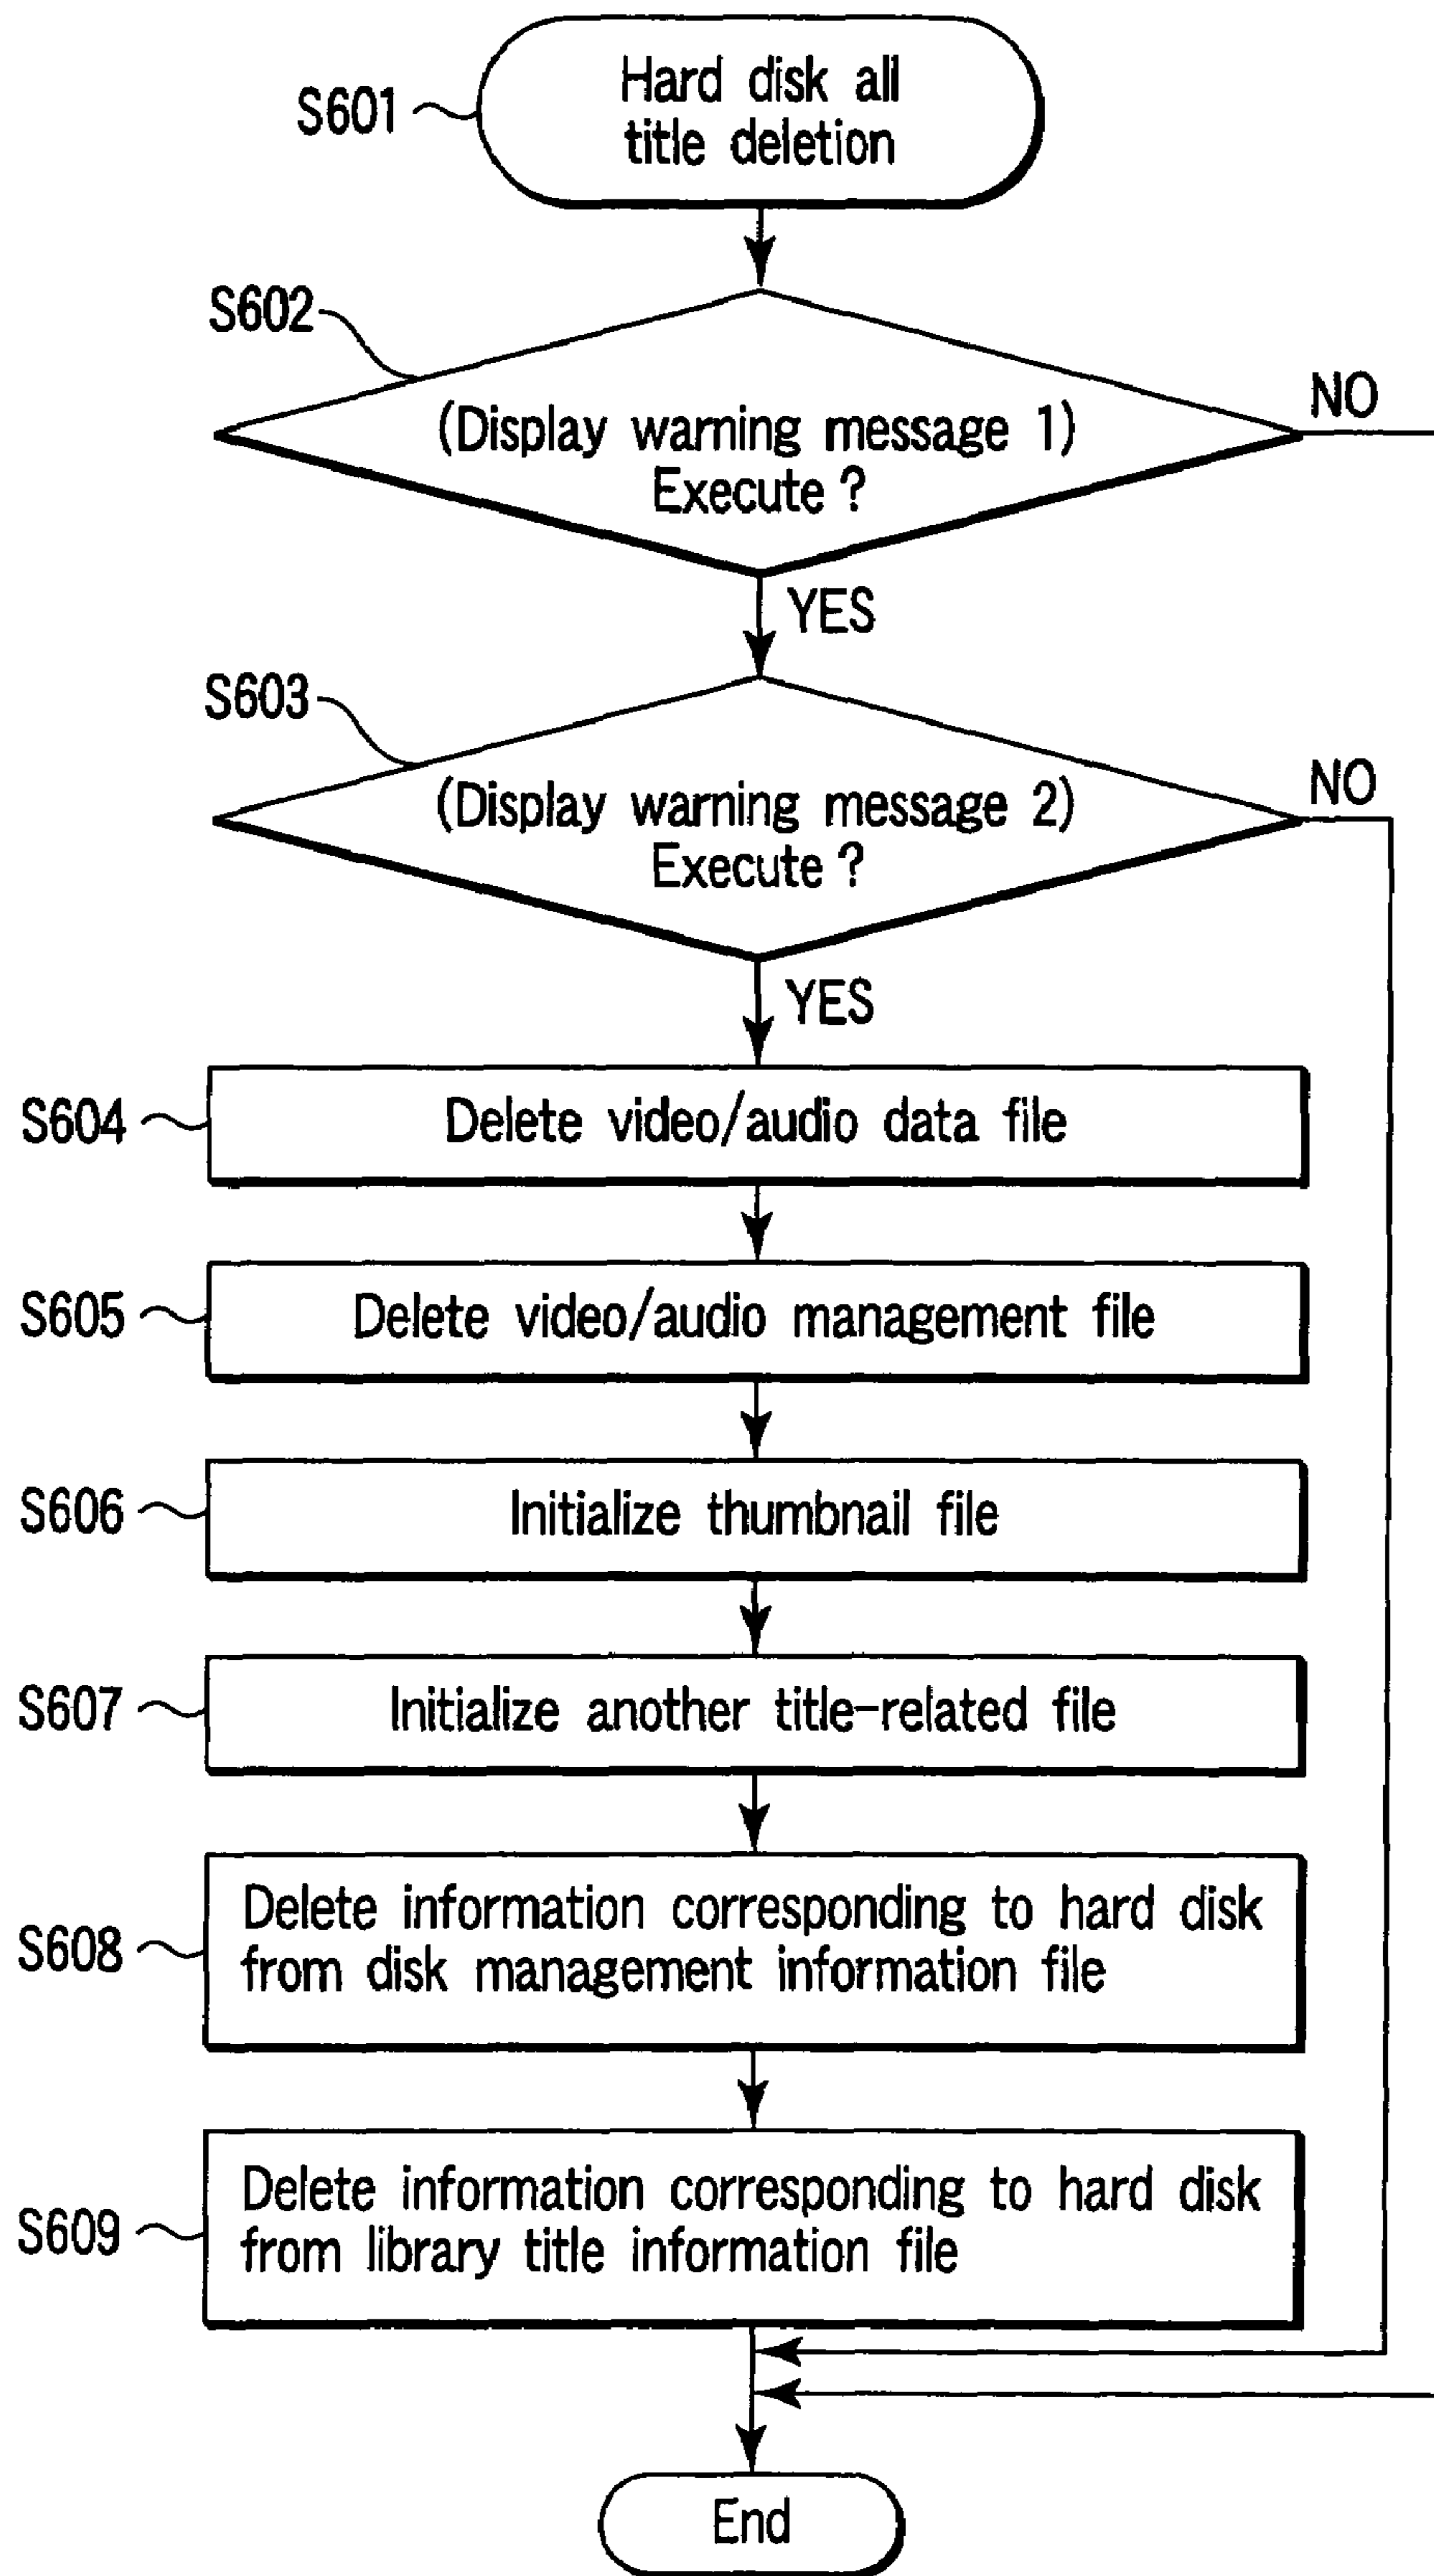 S601
Hard disk all
title deletion
S602
(Display warning message 1)
Execute ?
NO
YES
S603
(Display warning message 2)
Execute ?
NO
YES
S604
Delete video/audio data file
S605
Delete video/audio management file
S606
Initialize thumbnail file
S607
Initialize another title-related file
S608
Delete information corresponding to hard disk
from disk management information file
S609
Delete information corresponding to hard disk
from library title information file
End